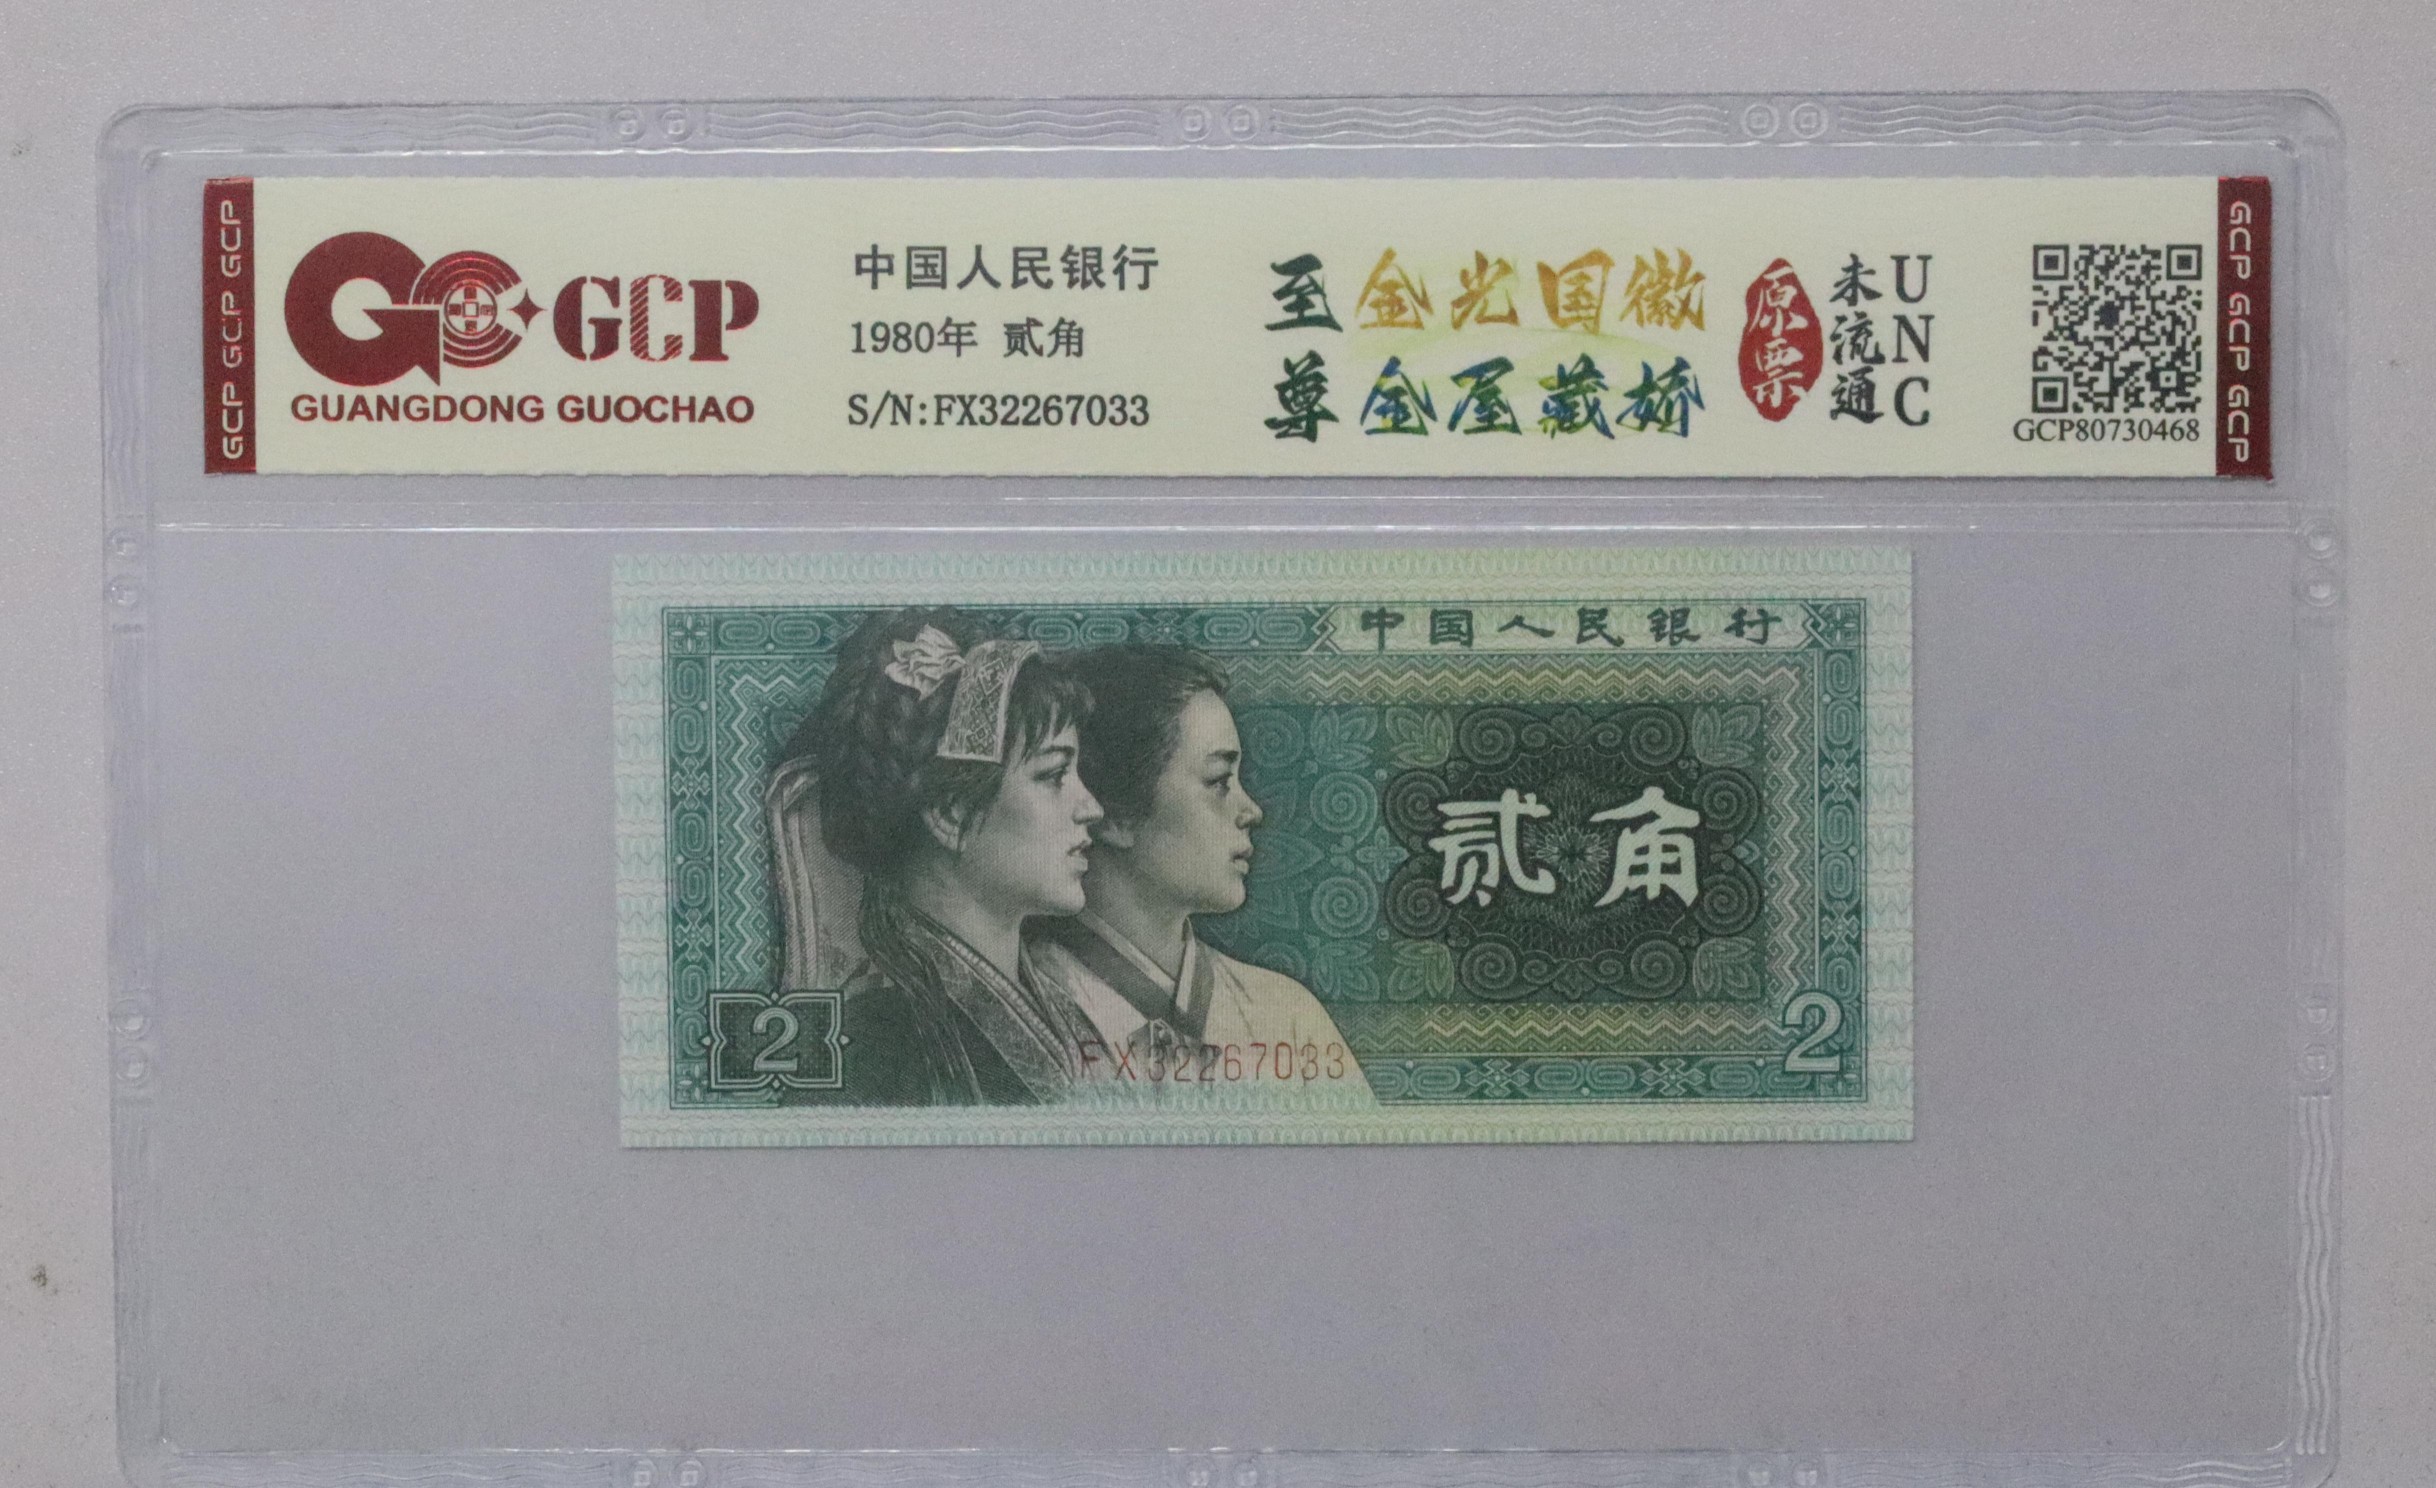 GCP GCP GCP
GCP
GUANGDONG GUOCHAO
中国人民银行
1980年 贰角
S/N:FX32267033
至尊
金光国徽
金屋藏娇
原票
未流通
UNC
GCP80730468
GCP GCP GCP
中国人民银行
贰角
2
FX32267033
2